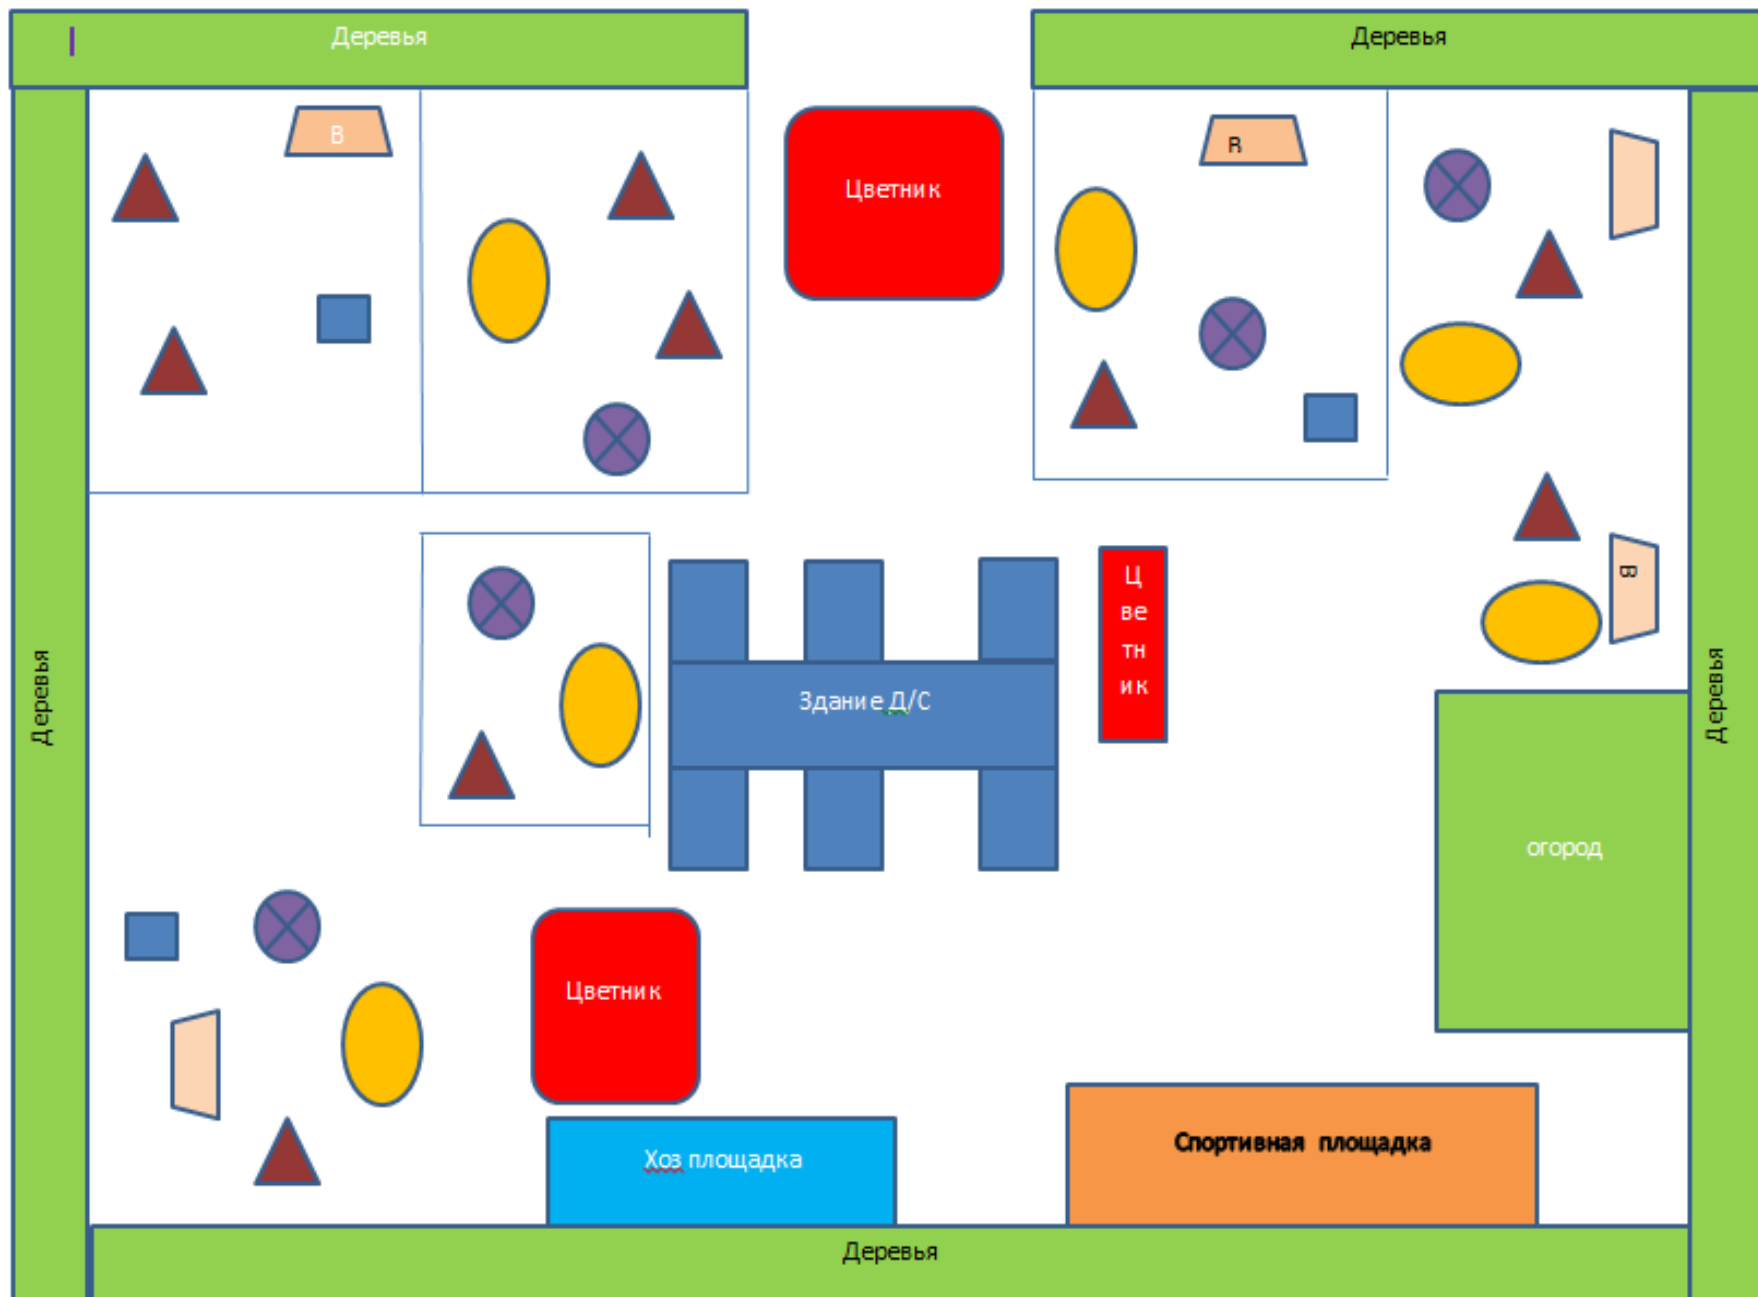 Деревья
Деревья
В
В
Цветник
Ц
ве
тн
ик
В
Здание Д/С
Деревья
Деревья
огород
Цветник
Хоз площадка
Спортивная площадка
Деревья